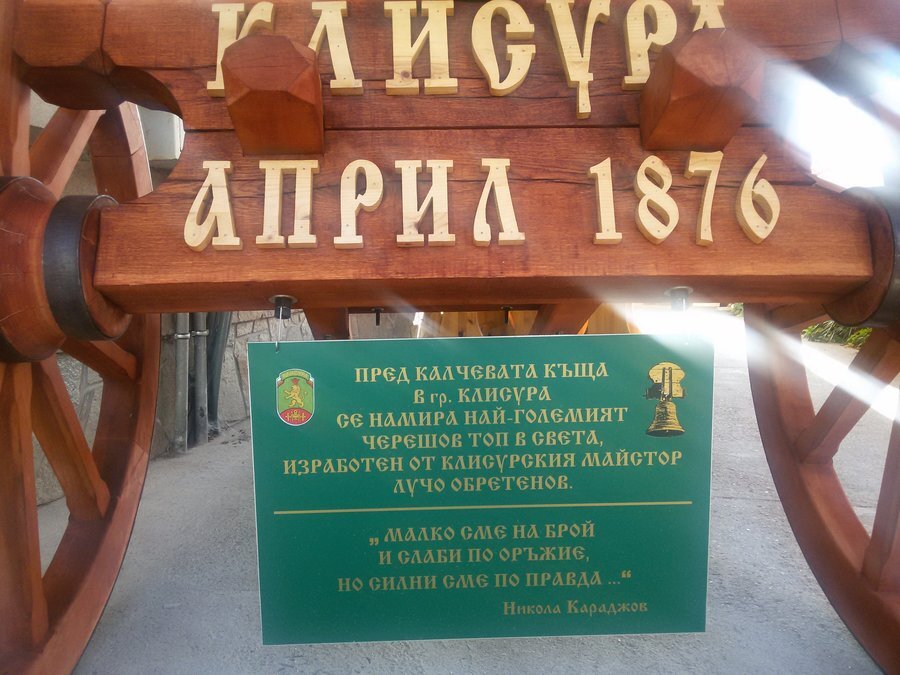 КЛИСУРА
АПРИЛ 1876
ПРЕД КАЛЧЕВАТА КЪЩА
В гр. КЛИСУРА
СЕ НАМИРА НАЙ-ГОЛЕМИЯТ
ЧЕРЕШОВ ТОП В СВЕТА,
ИЗРАБОТЕН ОТ КЛИСУРСКИЯ МАЙСТОР
ЛУЧО ОБРЕТЕНОВ.
„МАЛКО СМЕ НА БРОЙ
И СЛАБИ ПО ОРЪЖИЕ,
НО СИЛНИ СМЕ ПО ПРАВДА ..."
Никола Караджов